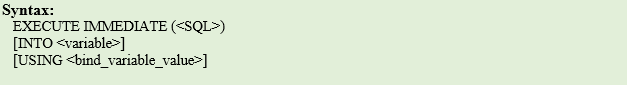 Syntax:
EXECUTE IMMEDIATE (<SQL>)
[INTO <variable>]
[USING <bind_variable_value>]